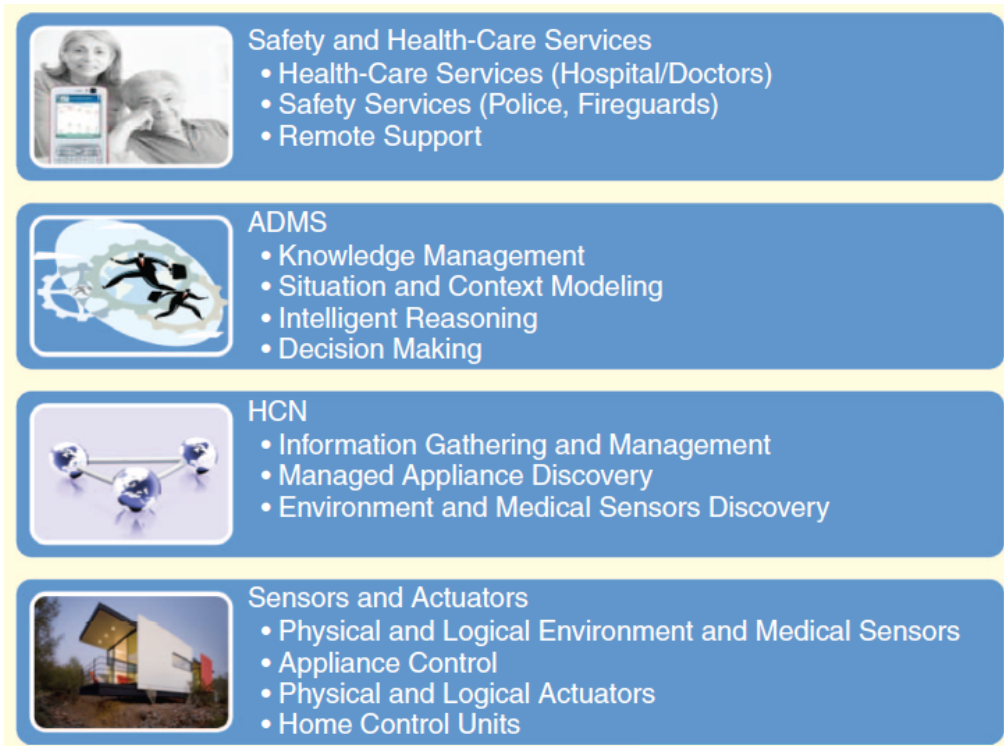 Safety and Health-Care Services
• Health-Care Services (Hospital/Doctors)
• Safety Services (Police, Fireguards)
• Remote Support
ADMS
• Knowledge Management
• Situation and Context Modeling
• Intelligent Reasoning
• Decision Making
HCN
• Information Gathering and Management
• Managed Appliance Discovery
• Environment and Medical Sensors Discovery
Sensors and Actuators
• Physical and Logical Environment and Medical Sensors
• Appliance Control
• Physical and Logical Actuators
• Home Control Units